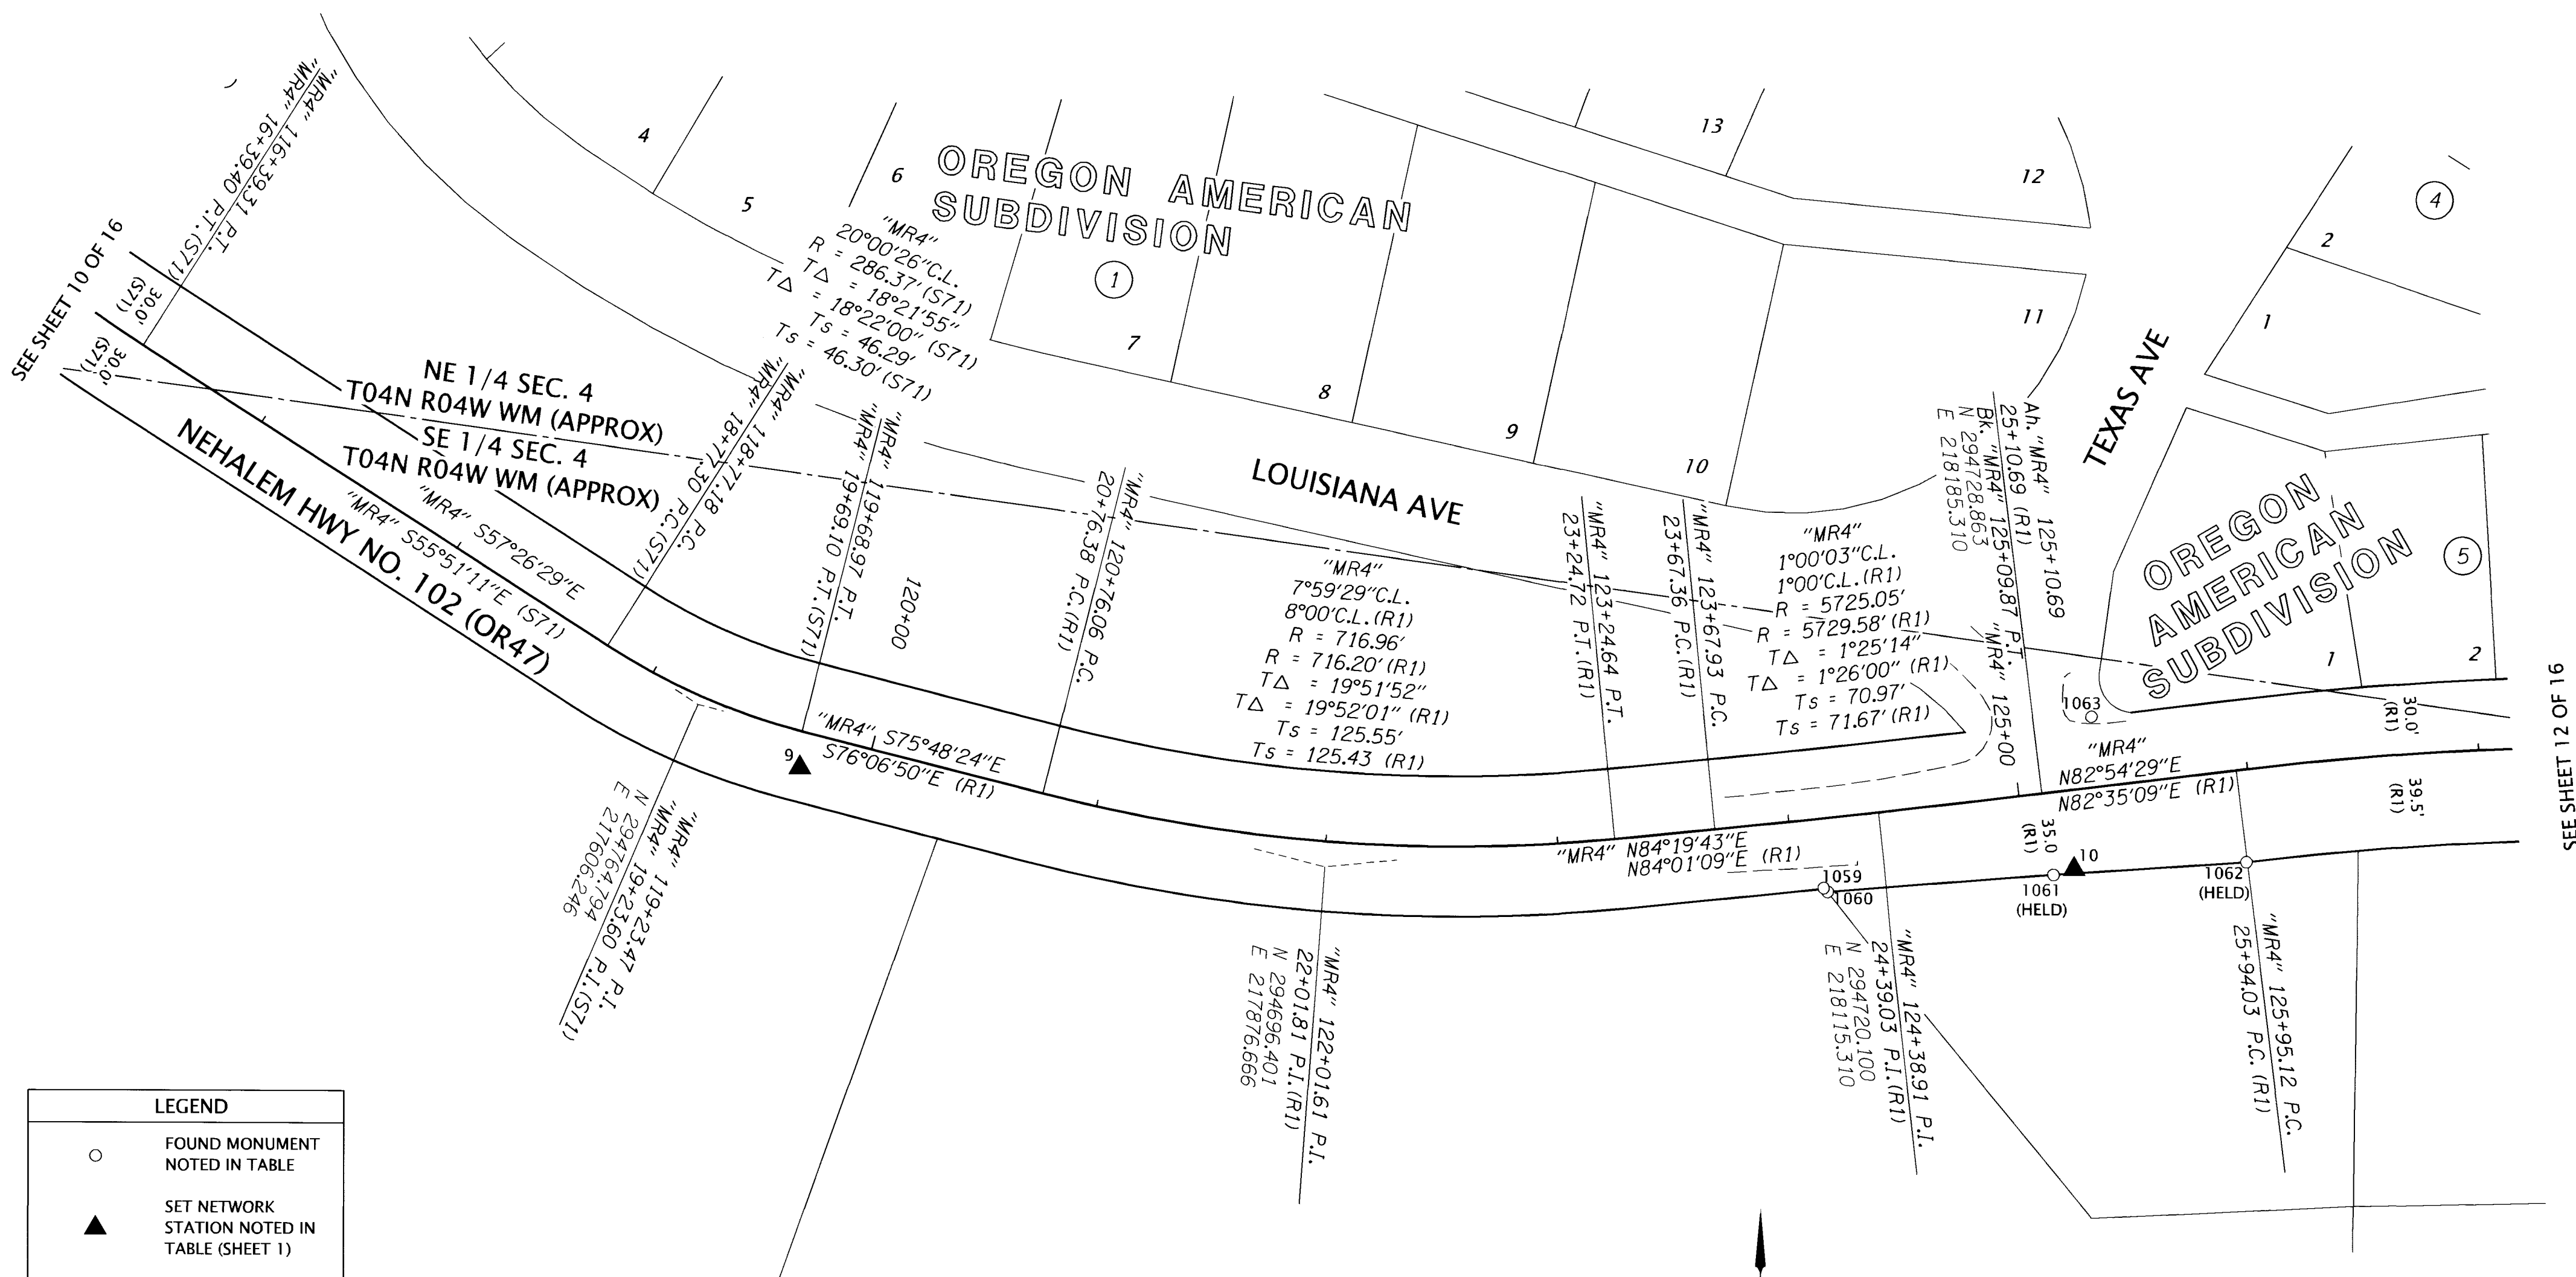 SEE SHEET 10 OF 16
"MR4" 116+39.31 P.T.
"MR4" 16+39.40 P.T. (S71)
30.0'
(S71)
30.0'
(S71)
NE 1/4 SEC. 4
T04N R04W WM (APPROX)
SE 1/4 SEC. 4
T04N R04W WM (APPROX)
NEHALEM HWY NO. 102 (OR47)
"MR4" S57°26'29"E
"MR4" S55°51'11"E (S71)
4
5
6
OREGON AMERICAN
SUBDIVISION
1
7
8
9
10
11
12
13
"MR4"
20°00'26"C.L.
R = 286.37' (S71)
T△ = 18°21'55"
T△ = 18°22'00" (S71)
Ts = 46.29'
Ts = 46.30' (S71)
"MR4" 118+77.18 P.C.
"MR4" 18+77.30 P.C.(S71)
"MR4" 119+68.97 P.T.
"MR4" 19+69.10 P.T.(S71)
120+00
"MR4" 120+76.06 P.C.
20+76.38 P.C.(R1)
LOUISIANA AVE
"MR4"
7°59'29"C.L.
8°00'C.L.(R1)
R = 716.96'
R = 716.20' (R1)
T△ = 19°51'52"
T△ = 19°52'01" (R1)
Ts = 125.55'
Ts = 125.43 (R1)
"MR4" 123+24.64 P.T.
23+24.72 P.T.(R1)
"MR4" 123+67.93 P.C.
23+67.36 P.C.(R1)
"MR4"
1°00'03"C.L.
1°00'C.L.(R1)
R = 5725.05'
R = 5729.58' (R1)
T△ = 1°25'14"
T△ = 1°26'00" (R1)
Ts = 70.97'
Ts = 71.67' (R1)
Ah. "MR4" 125+10.69
25+10.69 (R1)
Bk. "MR4" 125+09.87 P.T.
N 294728.863
E 218185.310
"MR4" 125+00
TEXAS AVE
4
2
1
OREGON
AMERICAN
SUBDIVISION
5
1
2
1063
30.0'
(R1)
SEE SHEET 12 OF 16
"MR4"
N82°54'29"E
N82°35'09"E (R1)
39.5'
(R1)
35.0
(R1)
9
"MR4" S75°48'24"E
S76°06'50"E (R1)
"MR4" N84°19'43"E
N84°01'09"E (R1)
1059
1060
1061
(HELD)
10
1062
(HELD)
"MR4" 119+23.47 P.I.
"MR4" 19+23.60 P.I.(S71)
N 294764.794
E 217606.246
"MR4" 122+01.61 P.I.
22+01.81 P.I.(R1)
N 294696.401
E 217876.666
"MR4" 124+38.91 P.I.
24+39.03 P.I.(R1)
N 294720.100
E 218115.310
"MR4" 125+95.12 P.C.
25+94.03 P.C. (R1)
LEGEND
FOUND MONUMENT
NOTED IN TABLE
SET NETWORK
STATION NOTED IN
TABLE (SHEET 1)